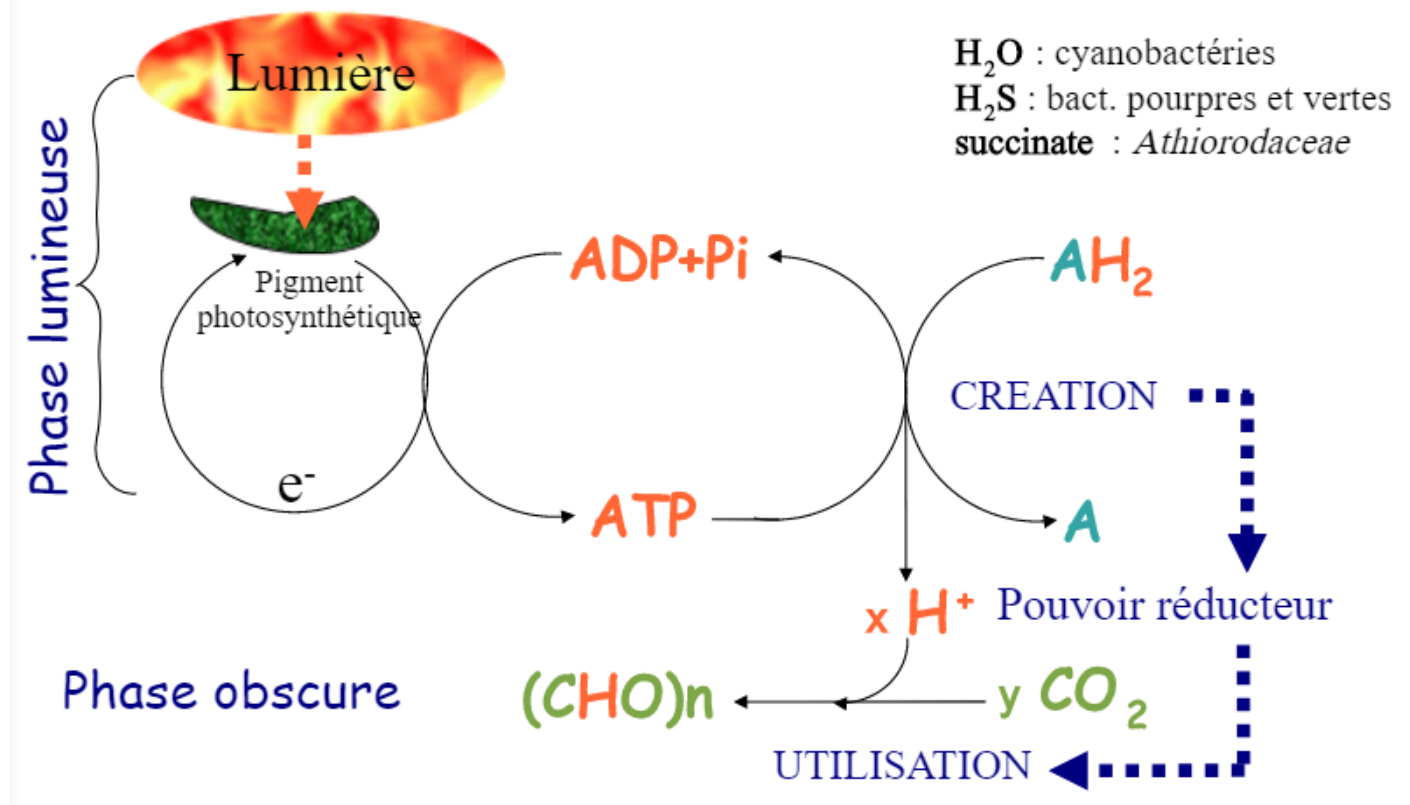 Lumière
H₂O : cyanobactéries
H₂S : bact. pourpres et vertes
succinate : Athiorodaceae
Phase lumineuse
Pigment
photosynthétique
ADP+Pi
AH₂
CREATION
e⁻
ATP
A
x H⁺
Pouvoir réducteur
Phase obscure
(CHO)n
y CO₂
UTILISATION